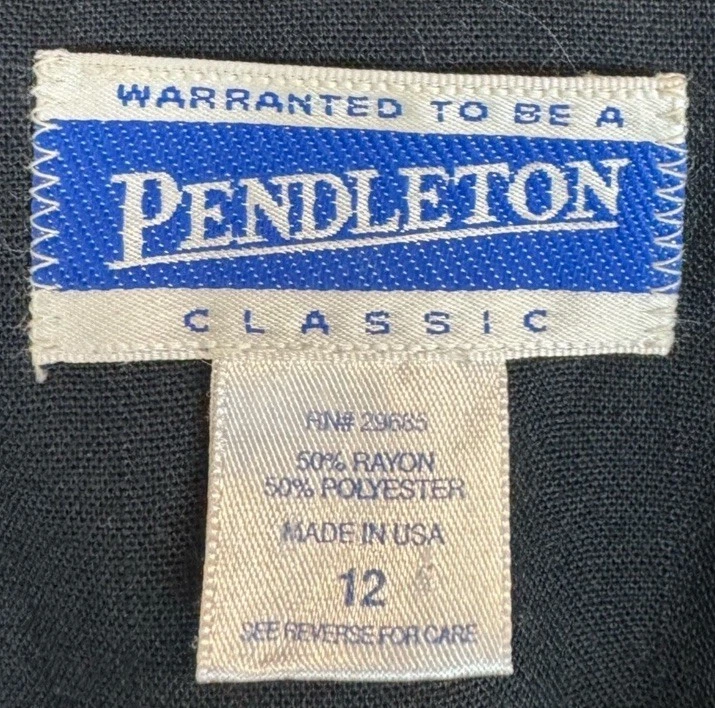 WARRANTED TO BE A
PENDLETON
CLASSIC
RN# 29685
50% RAYON
50% POLYESTER
MADE IN USA
12
SEE REVERSE FOR CARE